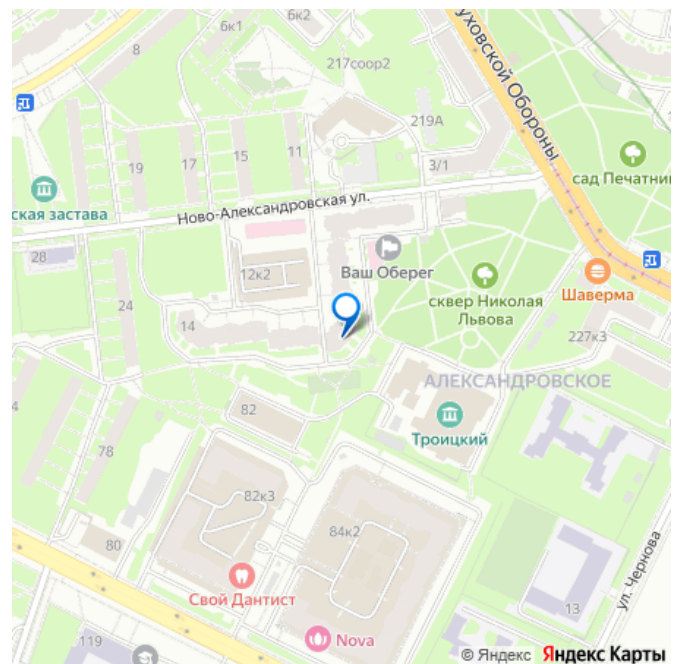 6к1
6к2
8
217соор2
уховской Обороны
219А
19
17
15
11
3/1
сад Печатник
ская застава
Ново-Александровская ул.
28
12к2
Ваш Оберег
сквер Николая
Львова
Шаверма
24
14
227к3
АЛЕКСАНДРОВСКОЕ
4
82
Троицкий
78
82к3
84к2
80
Свой Дантист
ул. Чернова
13
119
Nova
© Яндекс Яндекс Карты